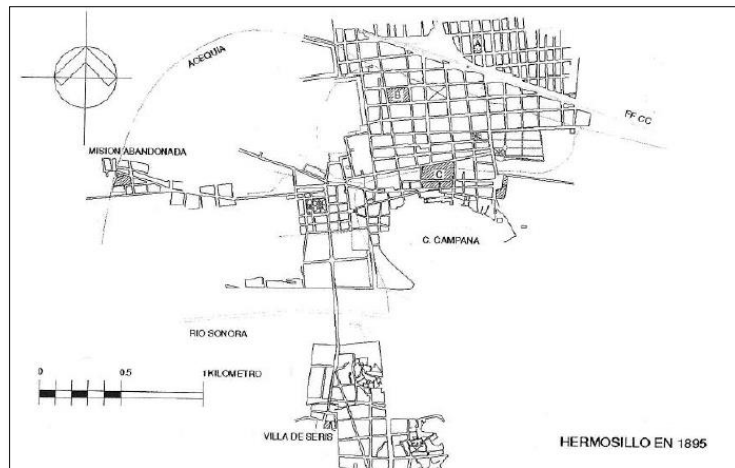 A
ACEQUIA
B
FF CC
MISION ABANDONADA
C
C. CAMPANA
RIO SONORA
0 0.5 1 KILOMETRO
VILLA DE SERIS
HERMOSILLO EN 1895